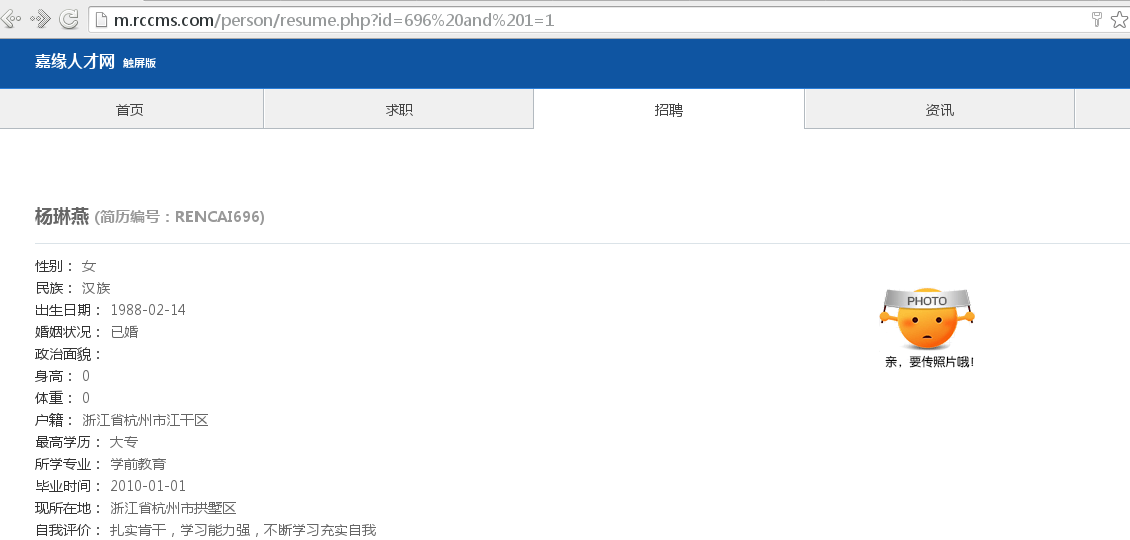 m.rccms.com/person/resume.php?id=696%20and%201=1
嘉缘人才网 触屏版
首页 求职 招聘 资讯
杨琳燕 (简历编号：RENCAI696)
性别： 女
民族： 汉族
出生日期： 1988-02-14
婚姻状况： 已婚
政治面貌：
身高： 0
体重： 0
户籍： 浙江省杭州市江干区
最高学历： 大专
所学专业： 学前教育
毕业时间： 2010-01-01
现所在地： 浙江省杭州市拱墅区
自我评价： 扎实肯干，学习能力强，不断学习充实自我
PHOTO
亲，要传照片哦!